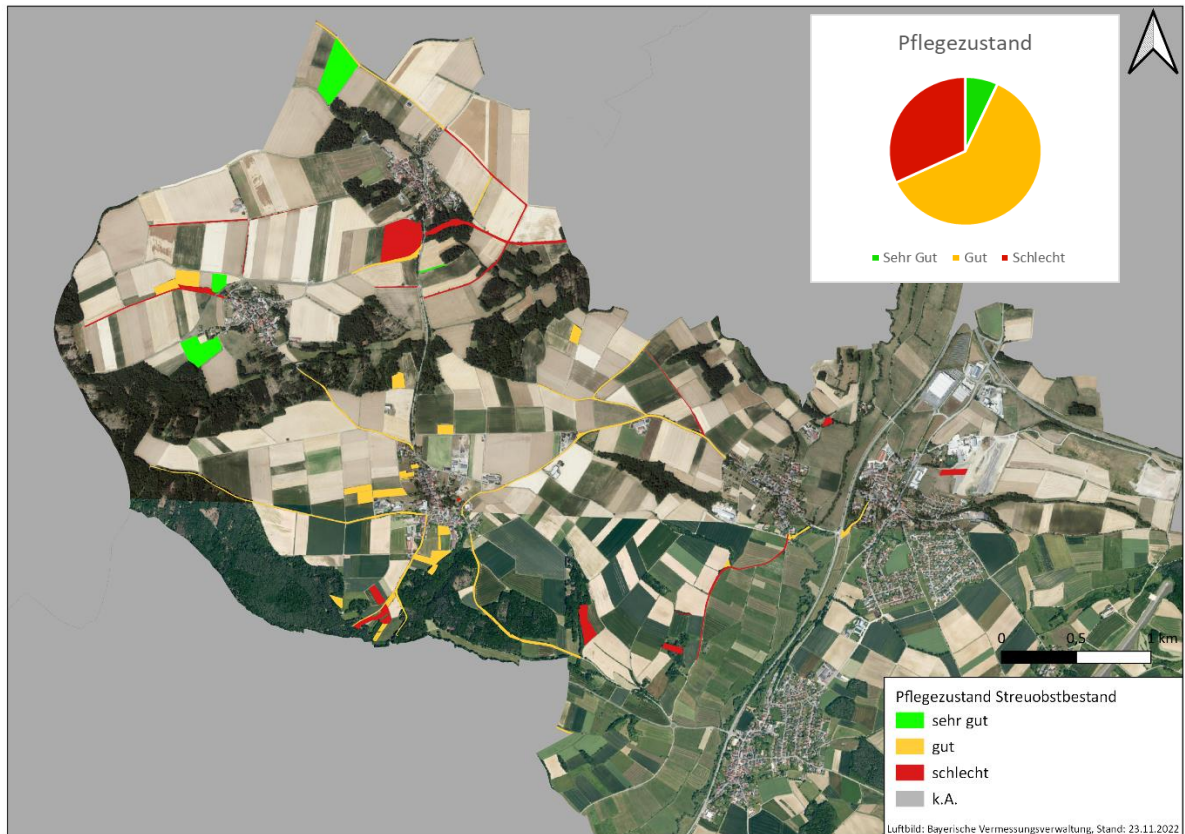 Pflegezustand
Sehr Gut Gut Schlecht
0 0,5 1 km
Pflegezustand Streuobstbestand
sehr gut
gut
schlecht
k.A.
Luftbild: Bayerische Vermessungsverwaltung, Stand: 23.11.2022